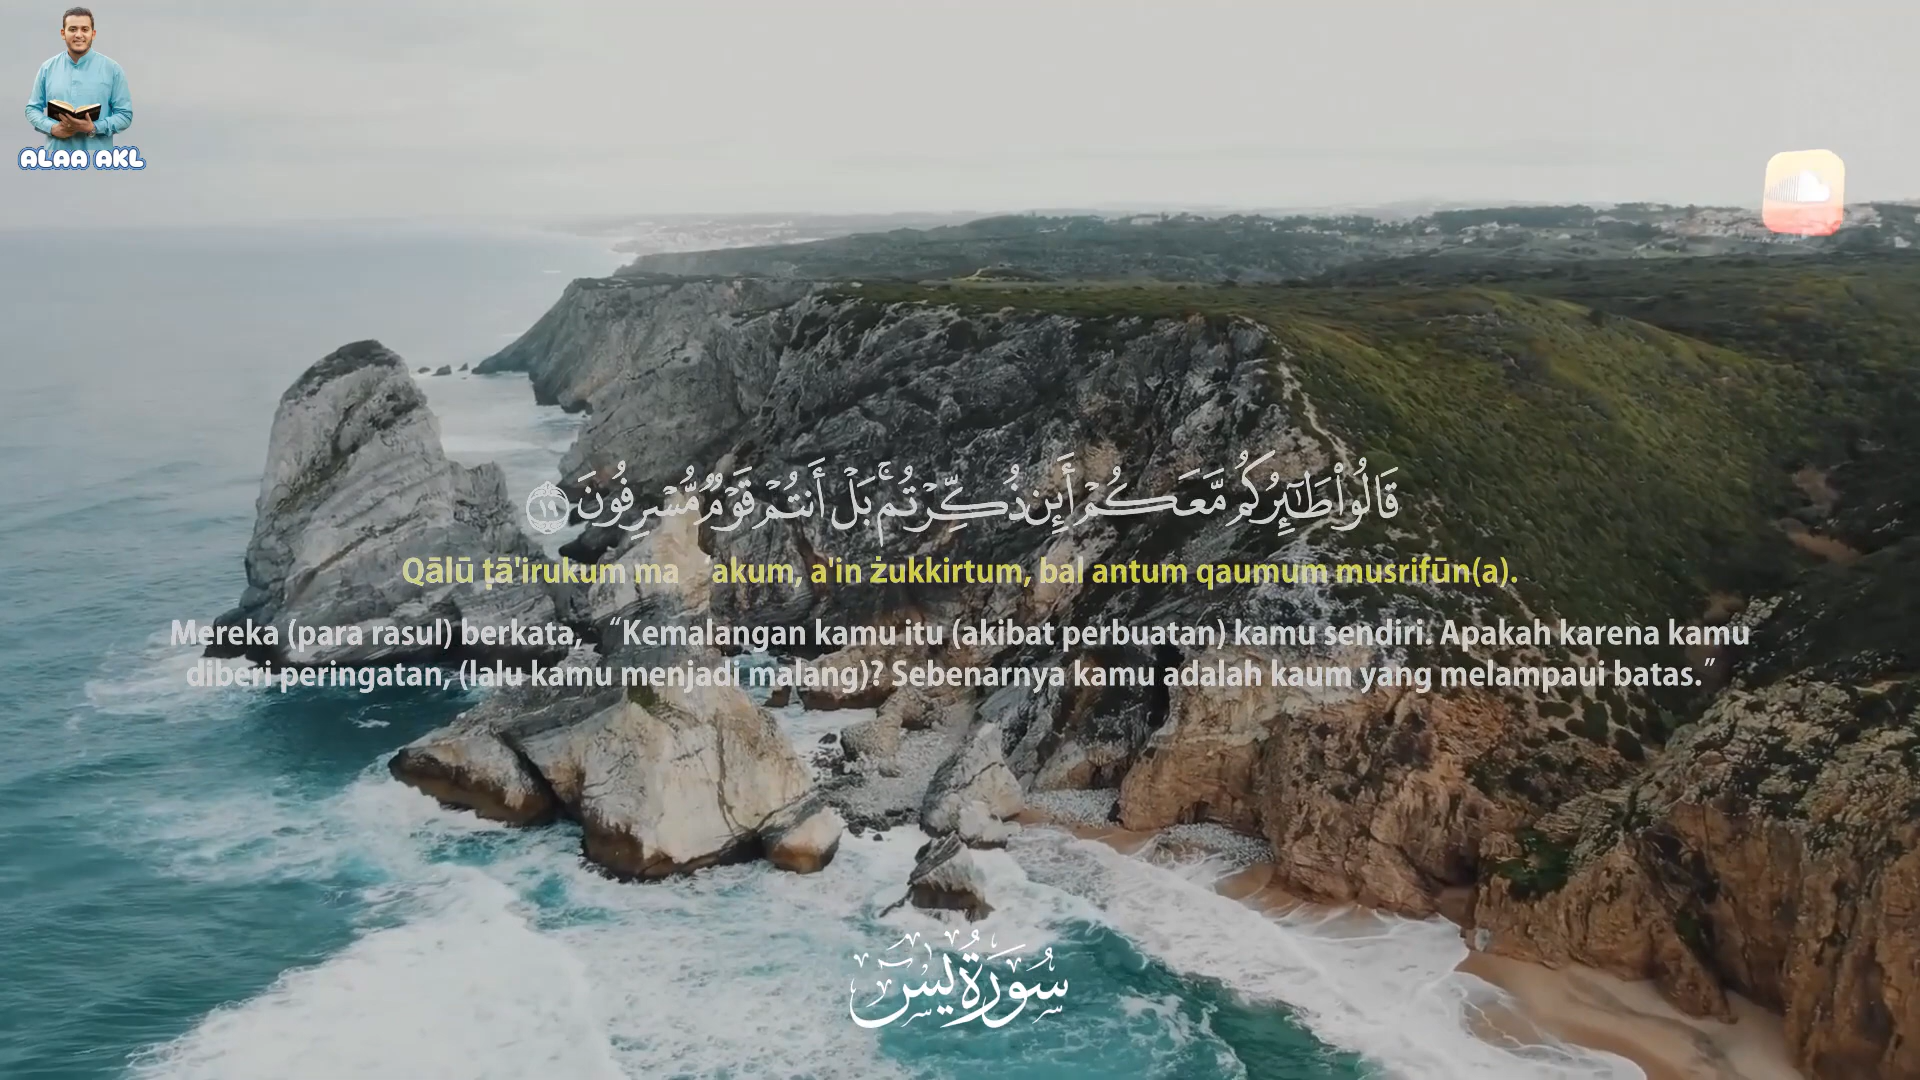 ALAA AKL
قَالُوا۟ طَـٰٓئِرُكُم مَّعَكُمْ أَئِن ذُكِّرْتُم ۚ بَلْ أَنتُمْ قَوْمٌ مُّسْرِفُونَ ١٩
Qālū ṭā'irukum ma‘akum, a'in żukkirtum, bal antum qaumum musrifūn(a).
Mereka (para rasul) berkata, “Kemalangan kamu itu (akibat perbuatan) kamu sendiri. Apakah karena kamu
diberi peringatan, (lalu kamu menjadi malang)? Sebenarnya kamu adalah kaum yang melampaui batas.”
سُورَةُ يس